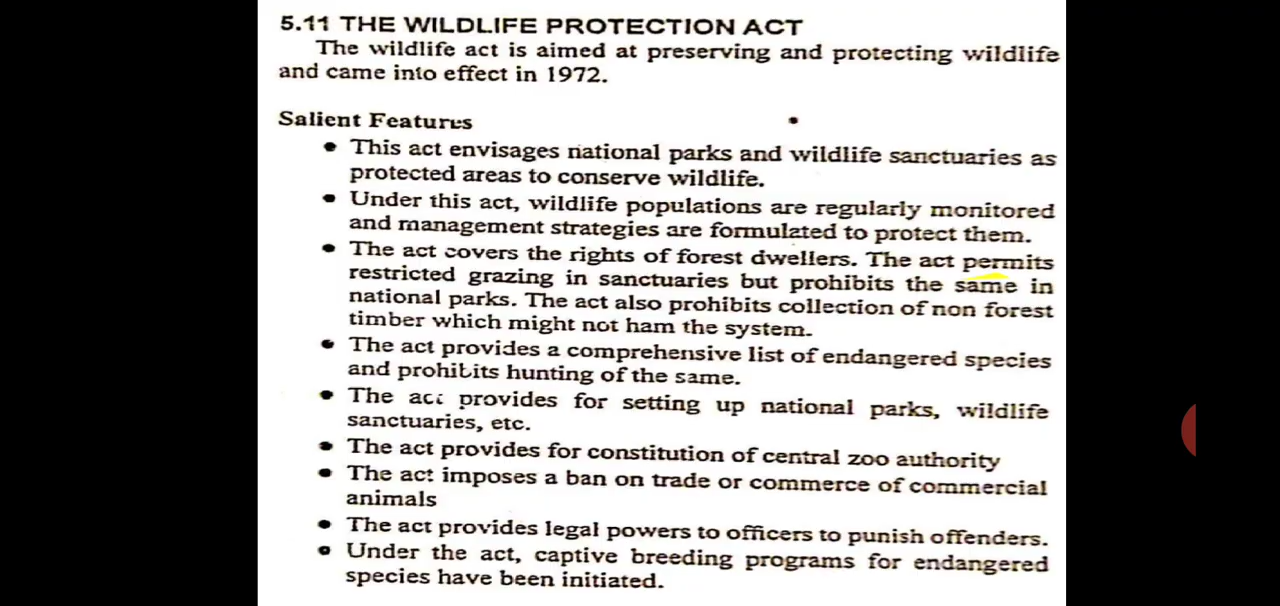 5.11 THE WILDLIFE PROTECTION ACT
The wildlife act is aimed at preserving and protecting wildlife
and came into effect in 1972.
Salient Features
• This act envisages national parks and wildlife sanctuaries as
protected areas to conserve wildlife.
• Under this act, wildlife populations are regularly monitored
and management strategies are formulated to protect them.
• The act covers the rights of forest dwellers. The act permits
restricted grazing in sanctuaries but prohibits the same in
national parks. The act also prohibits collection of non forest
timber which might not ham the system.
• The act provides a comprehensive list of endangered species
and prohibits hunting of the same.
• The act provides for setting up national parks, wildlife
sanctuaries, etc.
• The act provides for constitution of central zoo authority
• The act imposes a ban on trade or commerce of commercial
animals
• The act provides legal powers to officers to punish offenders.
• Under the act, captive breeding programs for endangered
species have been initiated.